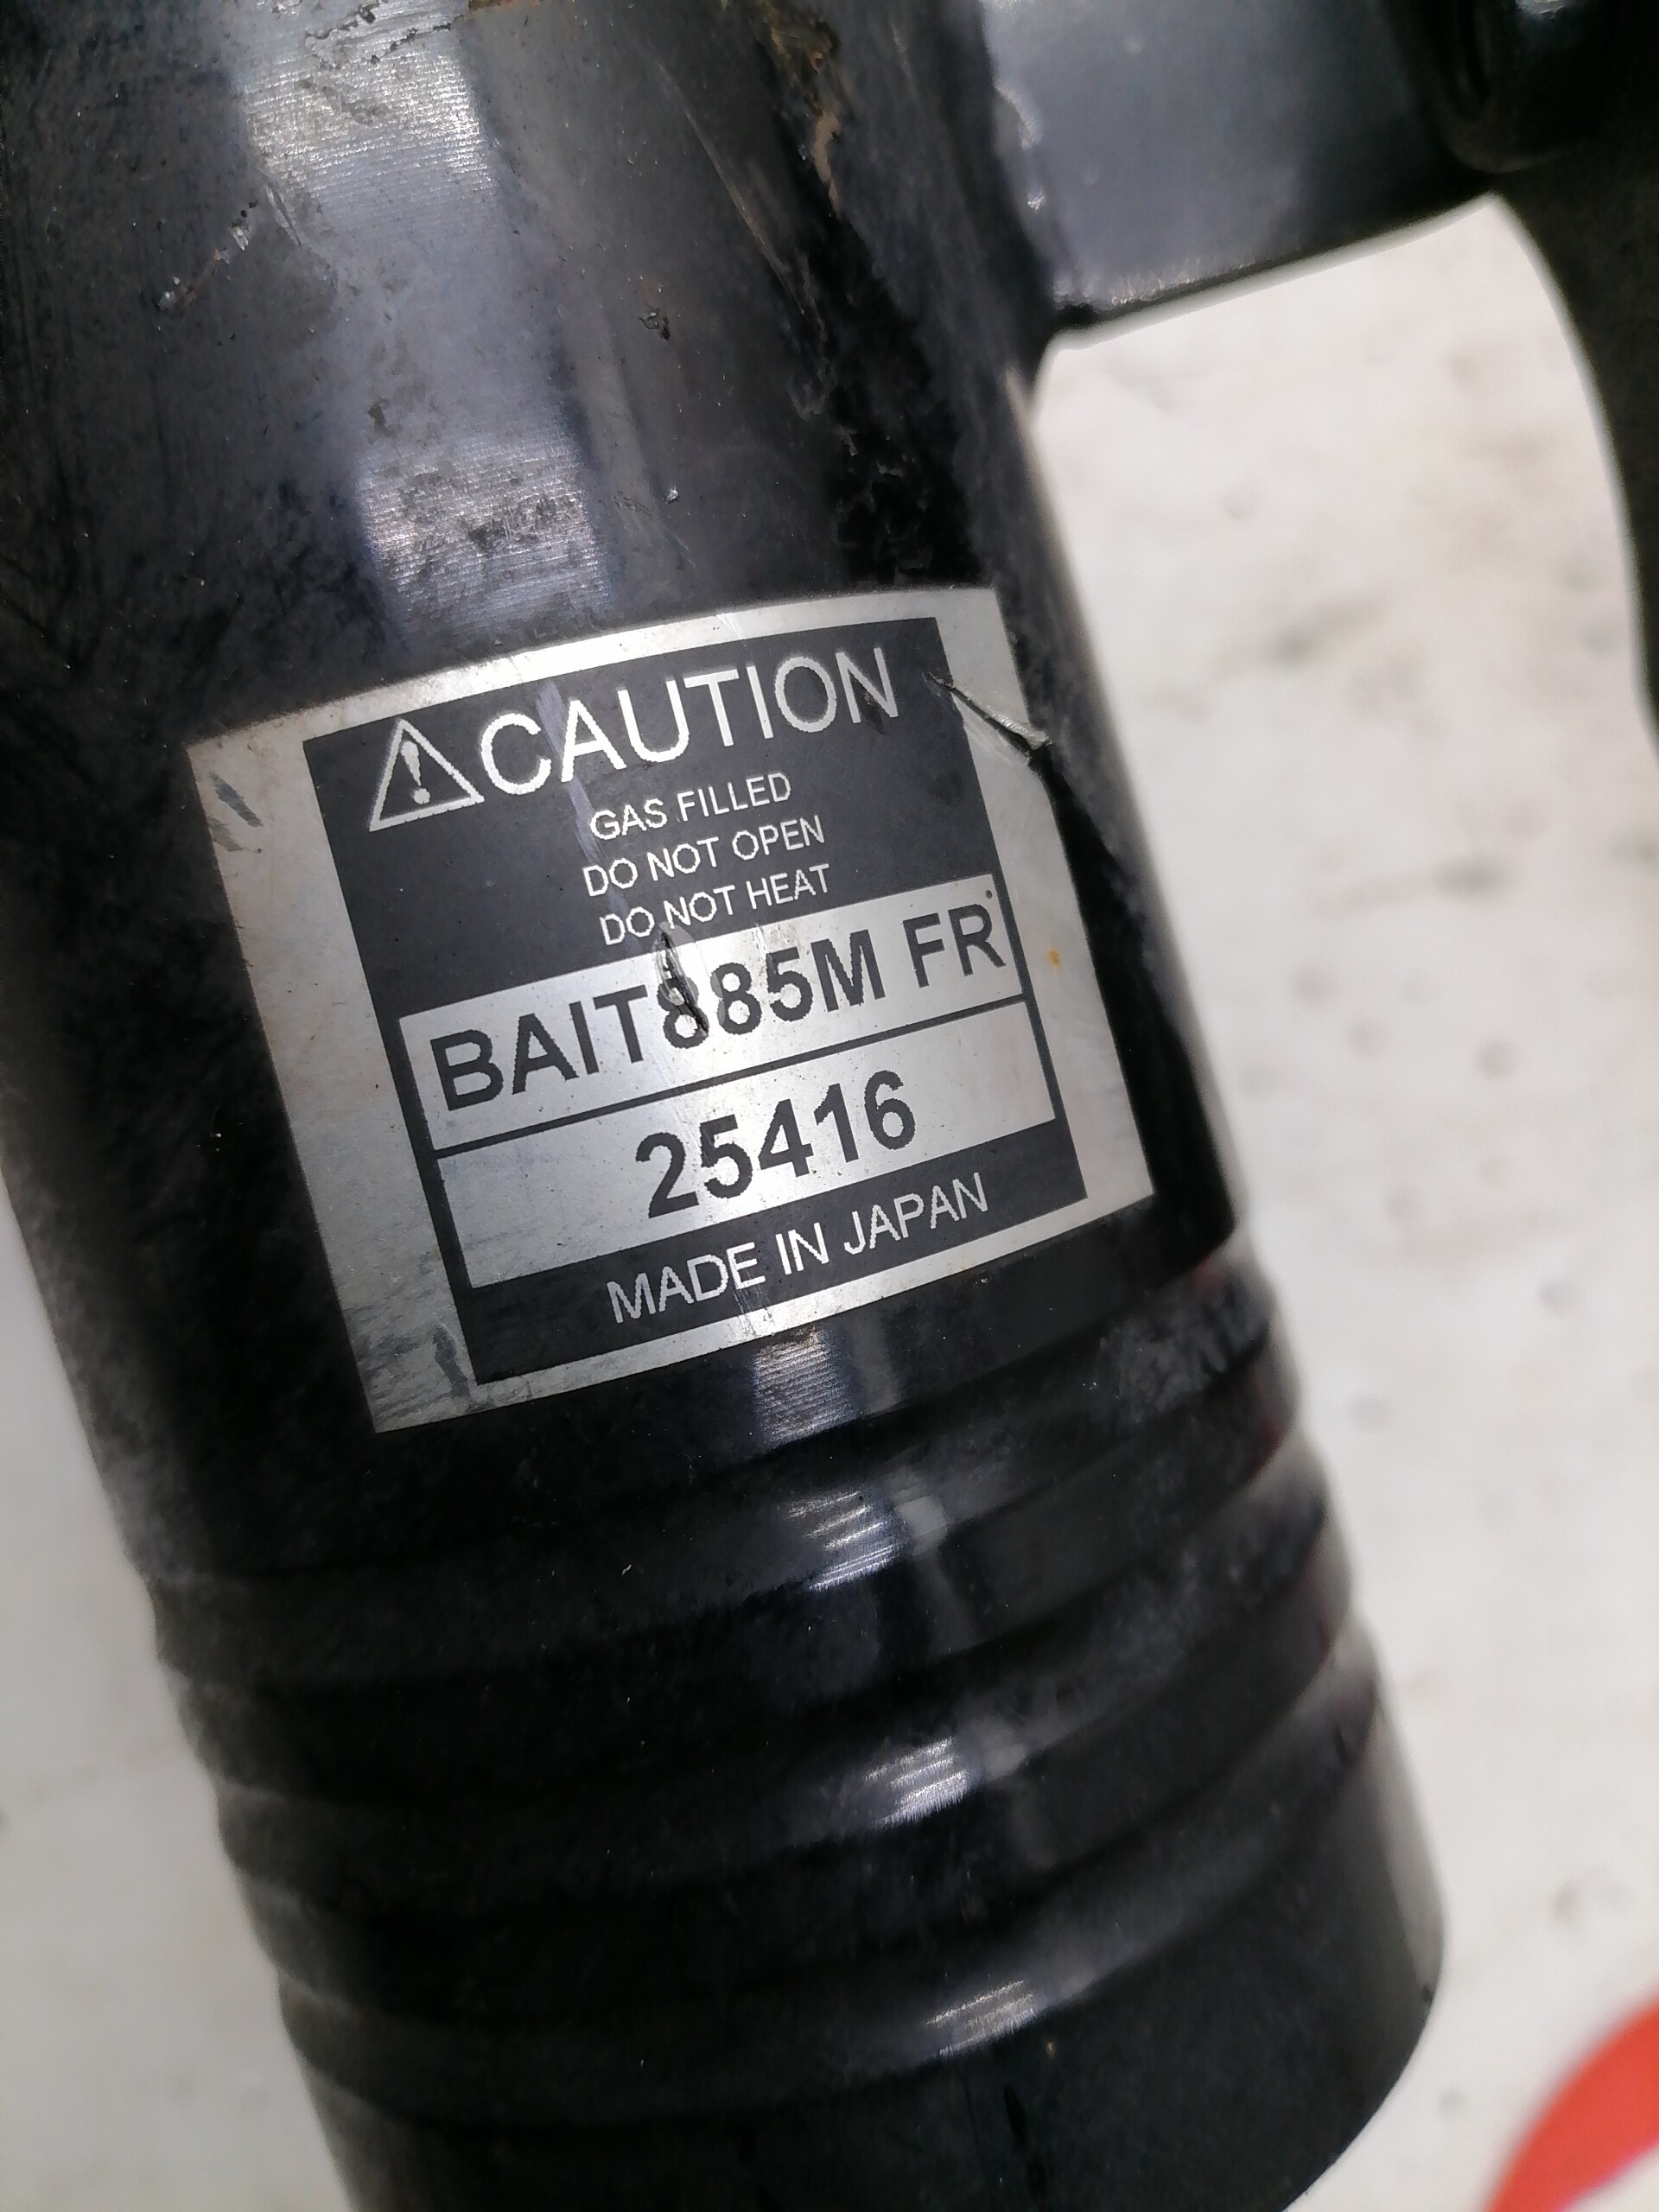 CAUTION
GAS FILLED
DO NOT OPEN
DO NOT HEAT
BAIT885M FR
25416
MADE IN JAPAN